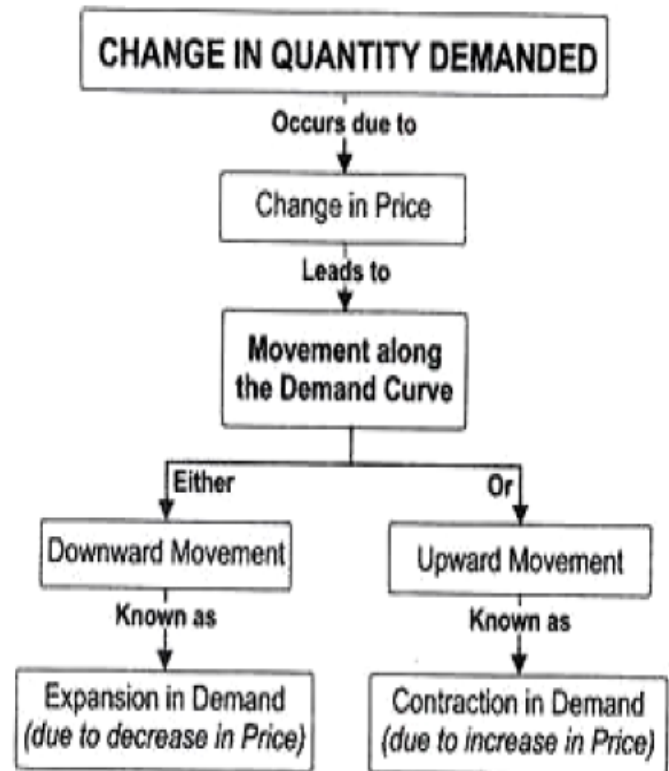 CHANGE IN QUANTITY DEMANDED
Occurs due to
Change in Price
Leads to
Movement along
the Demand Curve
Either
Or
Downward Movement
Upward Movement
Known as
Known as
Expansion in Demand
(due to decrease in Price)
Contraction in Demand
(due to increase in Price)